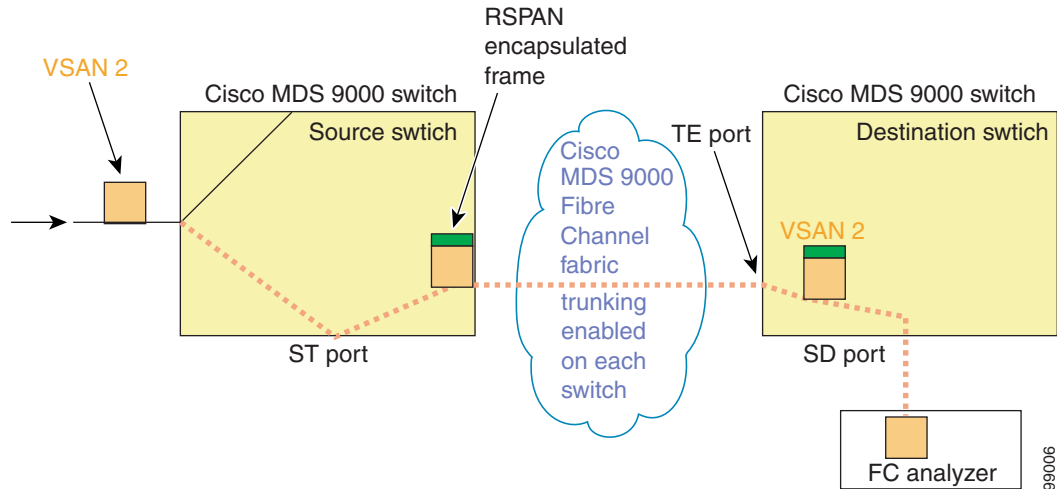 RSPAN
encapsulated
frame
VSAN 2
Cisco MDS 9000 switch
Source swtich
Cisco MDS 9000 switch
Destination swtich
TE port
Cisco
MDS 9000
Fibre
Channel
fabric
trunking
enabled
on each
switch
VSAN 2
ST port
SD port
FC analyzer
99006